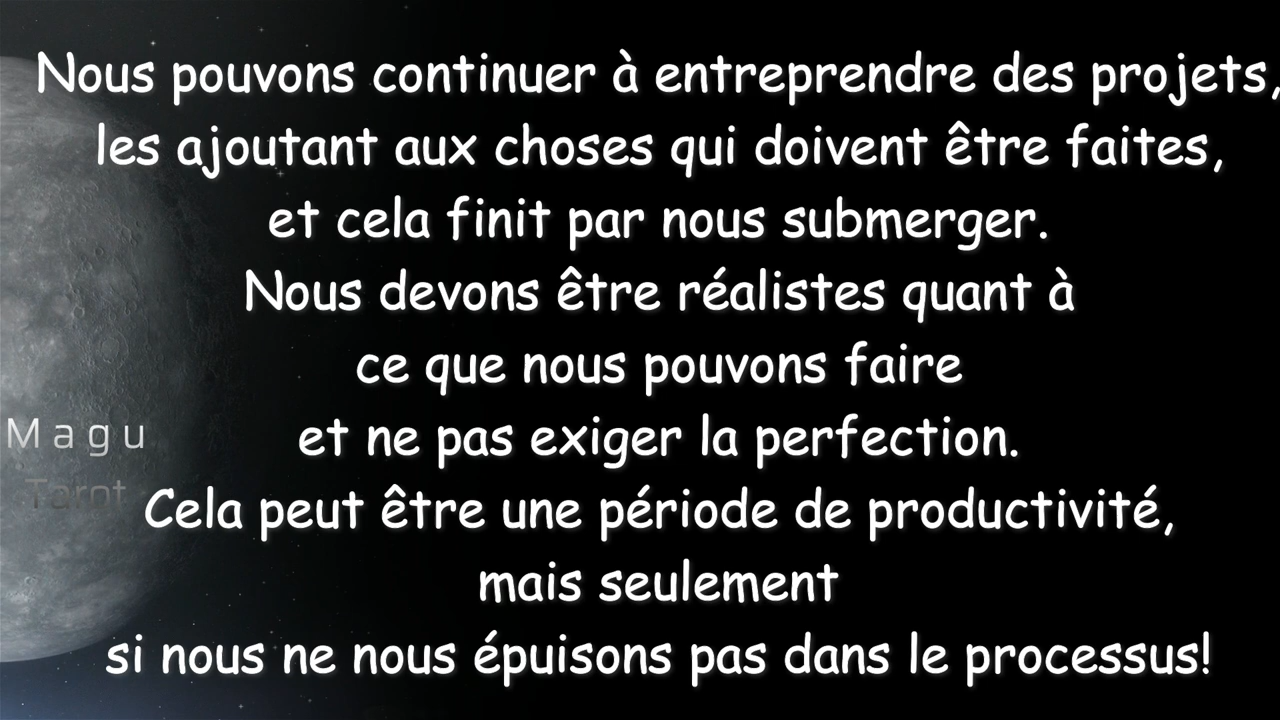 Nous pouvons continuer à entreprendre des projets,
les ajoutant aux choses qui doivent être faites,
et cela finit par nous submerger.
Nous devons être réalistes quant à
ce que nous pouvons faire
et ne pas exiger la perfection.
Cela peut être une période de productivité,
mais seulement
si nous ne nous épuisons pas dans le processus!
Magu
Tarot